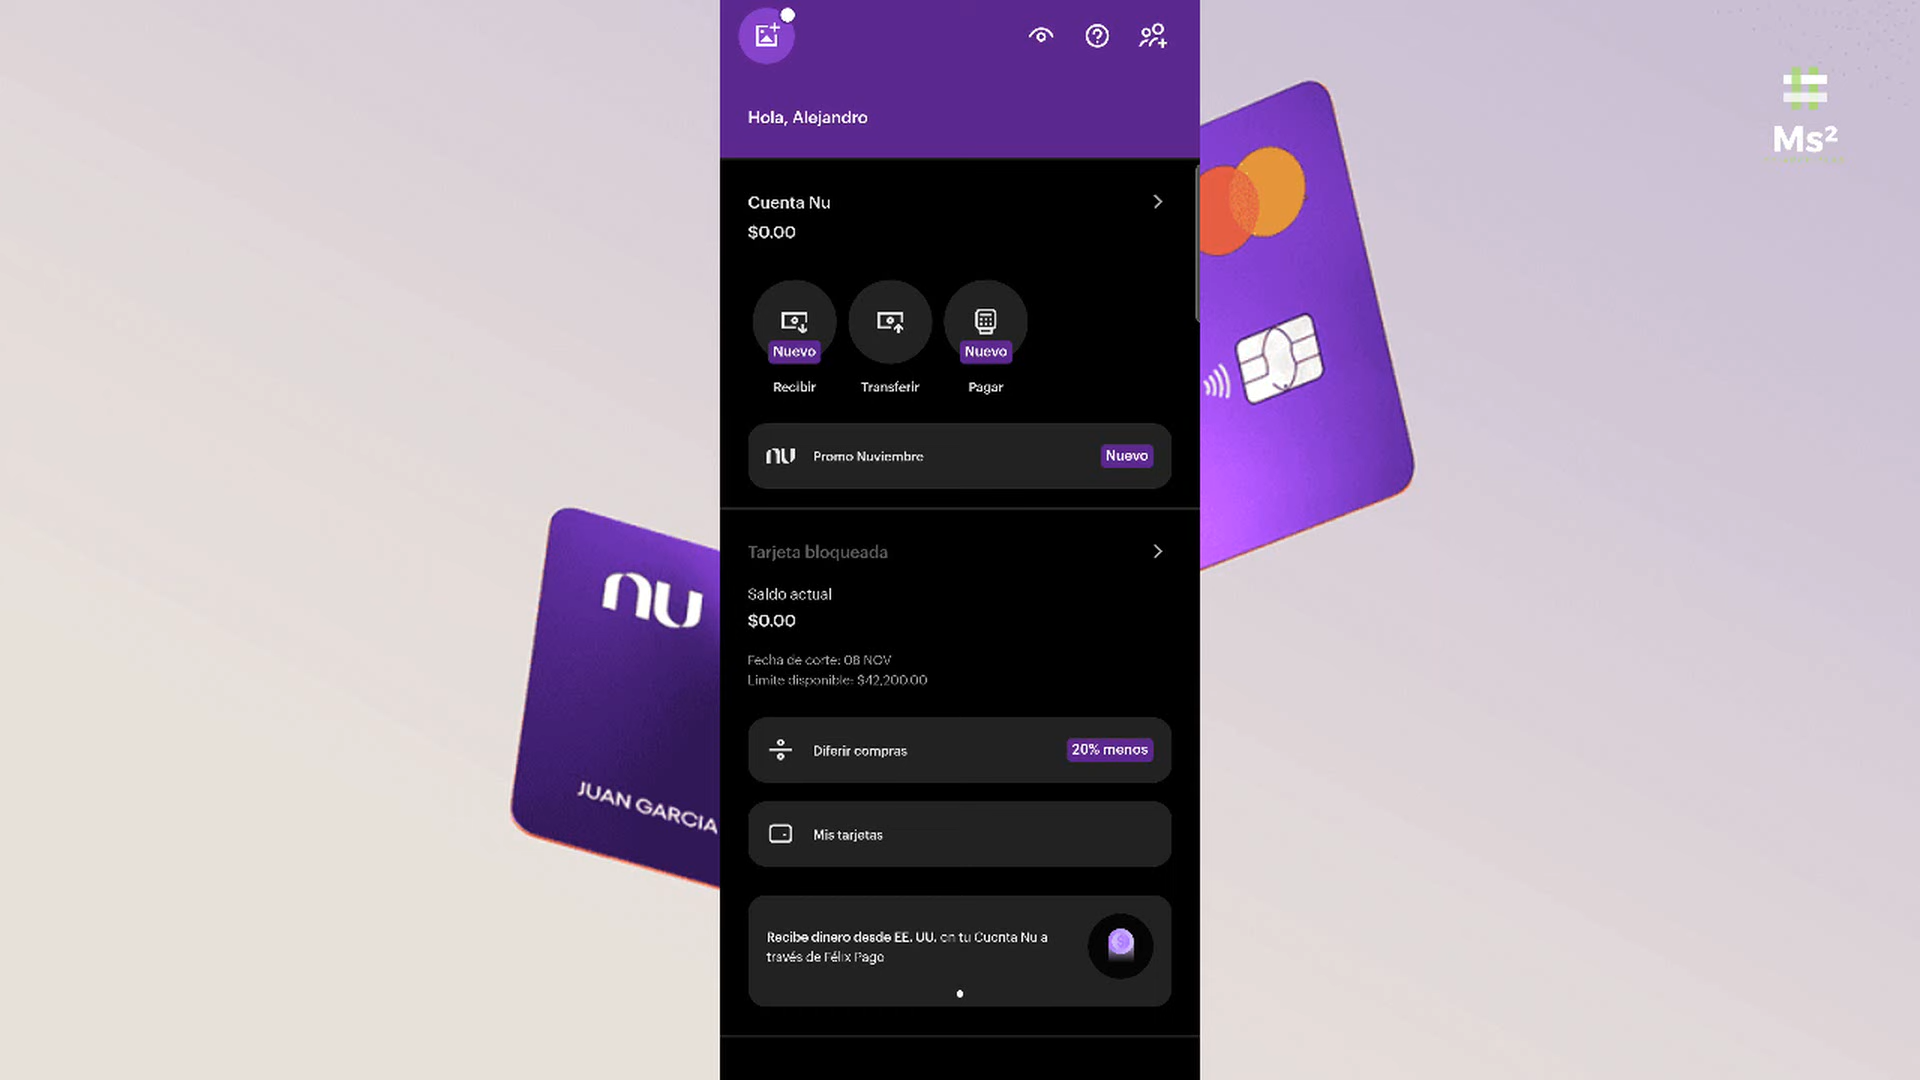 Hola, Alejandro
Ms²
Cuenta Nu
$0.00
Nuevo
Nuevo
Recibir
Transferir
Pagar
nu
Promo Nuviembre
Nuevo
Tarjeta bloqueada
Saldo actual
$0.00
Fecha de corte: 08 NOV
Límite disponible: $42,200.00
Diferir compras
20% menos
Mis tarjetas
Recibe dinero desde EE. UU. en tu Cuenta Nu a
través de Félix Pago
nu
JUAN GARCIA